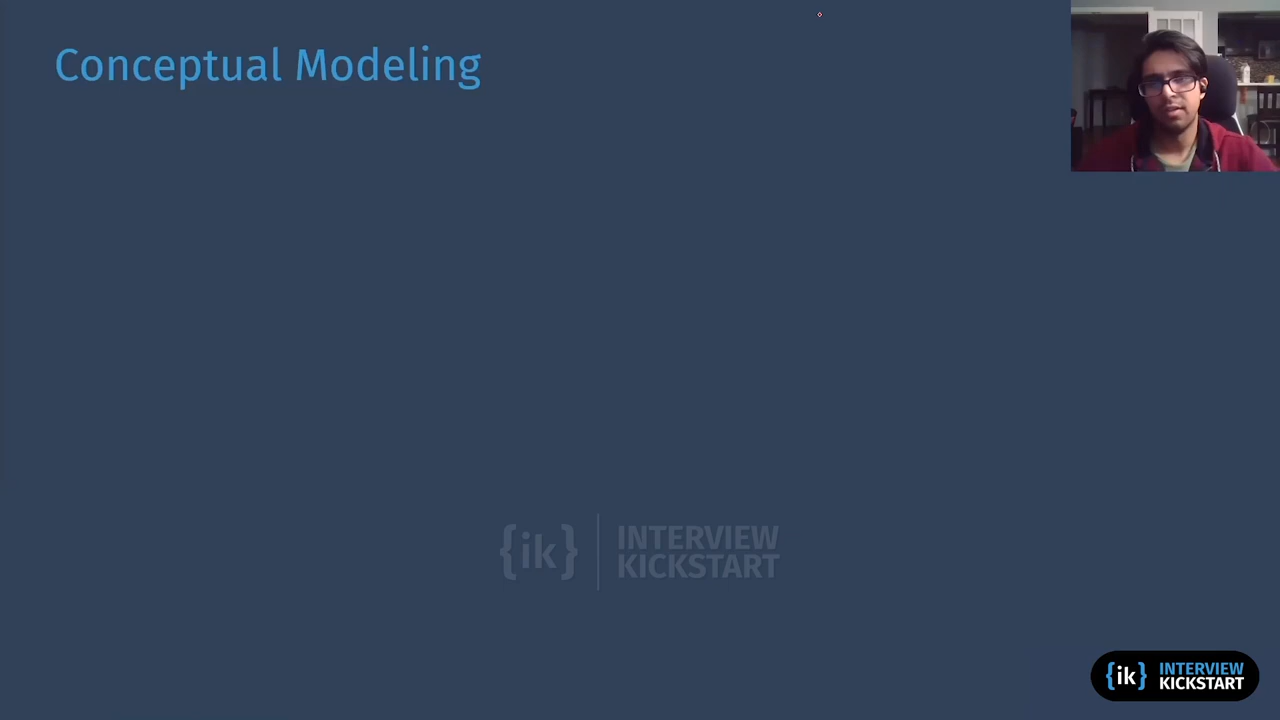 Conceptual Modeling
{ik} INTERVIEW
KICKSTART
{ik} INTERVIEW
KICKSTART